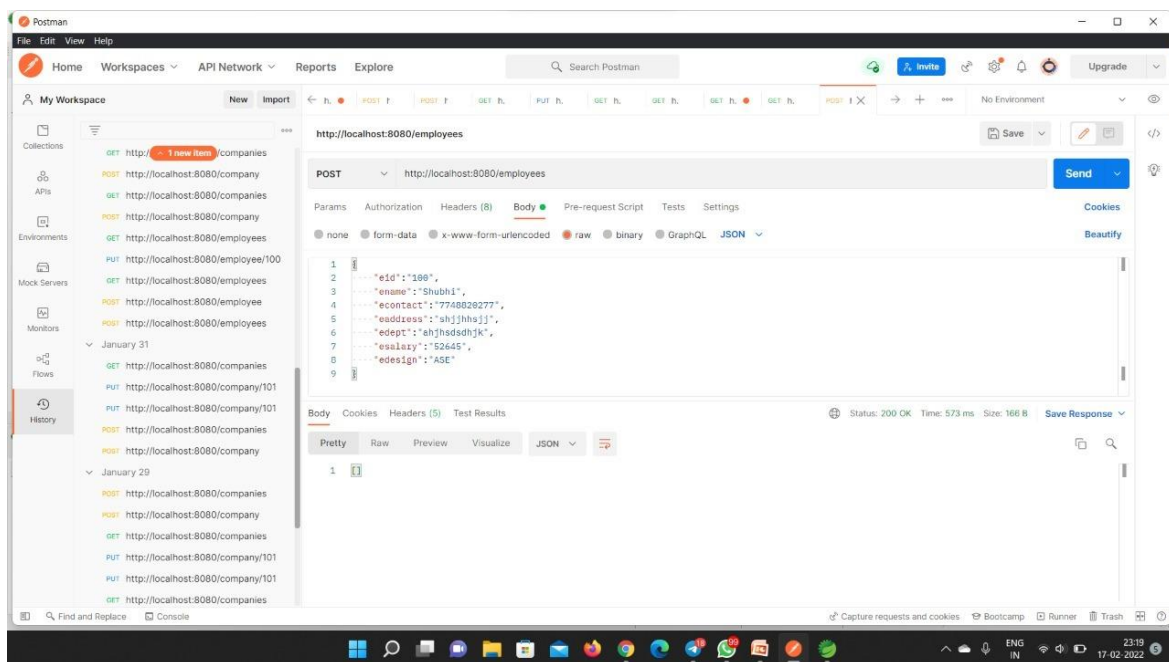 Postman
File Edit View Help
Home Workspaces API Network Reports Explore Search Postman Invite Upgrade
My Workspace New Import
POST GET h. PUT h. GET h. GET h. GET h. GET h. POST No Environment
Collections
APIs
Environments
Mock Servers
Monitors
Flows
History
GET http:/ 1 new item /companies
POST http://localhost:8080/company
GET http://localhost:8080/companies
POST http://localhost:8080/company
GET http://localhost:8080/employees
PUT http://localhost:8080/employee/100
GET http://localhost:8080/employees
POST http://localhost:8080/employee
POST http://localhost:8080/employees
January 31
GET http://localhost:8080/companies
PUT http://localhost:8080/company/101
PUT http://localhost:8080/company/101
POST http://localhost:8080/companies
POST http://localhost:8080/company
January 29
POST http://localhost:8080/companies
POST http://localhost:8080/company
GET http://localhost:8080/companies
PUT http://localhost:8080/company/101
PUT http://localhost:8080/company/101
GET http://localhost:8080/companies
http://localhost:8080/employees Save
POST http://localhost:8080/employees Send
Params Authorization Headers (8) Body Pre-request Script Tests Settings Cookies
none form-data x-www-form-urlencoded raw binary GraphQL JSON Beautify
1 {
2 "eid":"100",
3 "ename":"Shubhi",
4 "econtact":"7748820277",
5 "eaddress":"shjjhhsjj",
6 "edept":"ahjhsdsdhjk",
7 "esalary":"52645",
8 "edesign":"ASE"
9 }
Body Cookies Headers (5) Test Results Status: 200 OK Time: 573 ms Size: 166 B Save Response
Pretty Raw Preview Visualize JSON
1 []
Find and Replace Console Capture requests and cookies Bootcamp Runner Trash
ENG
IN
23:19
17-02-2022